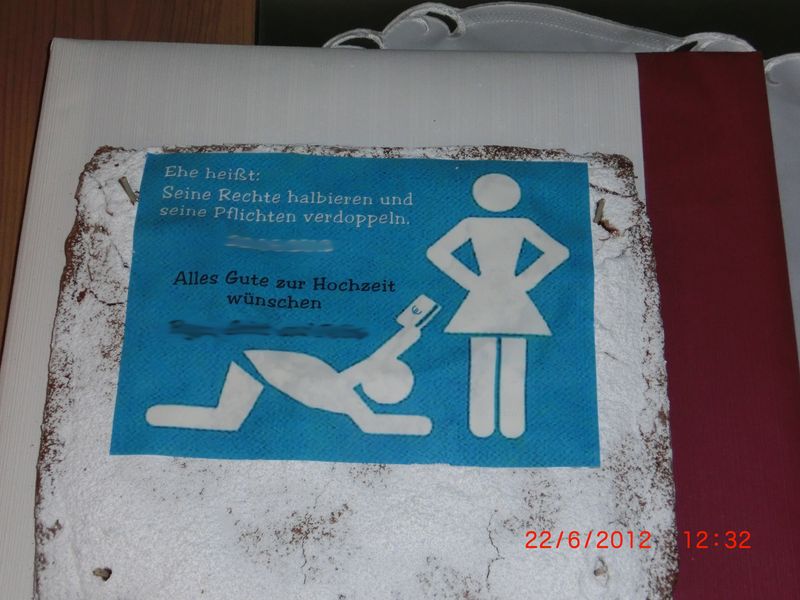 Ehe heißt:
Seine Rechte halbieren und
seine Pflichten verdoppeln.
Alles Gute zur Hochzeit
wünschen
€
22/6/2012 12:32